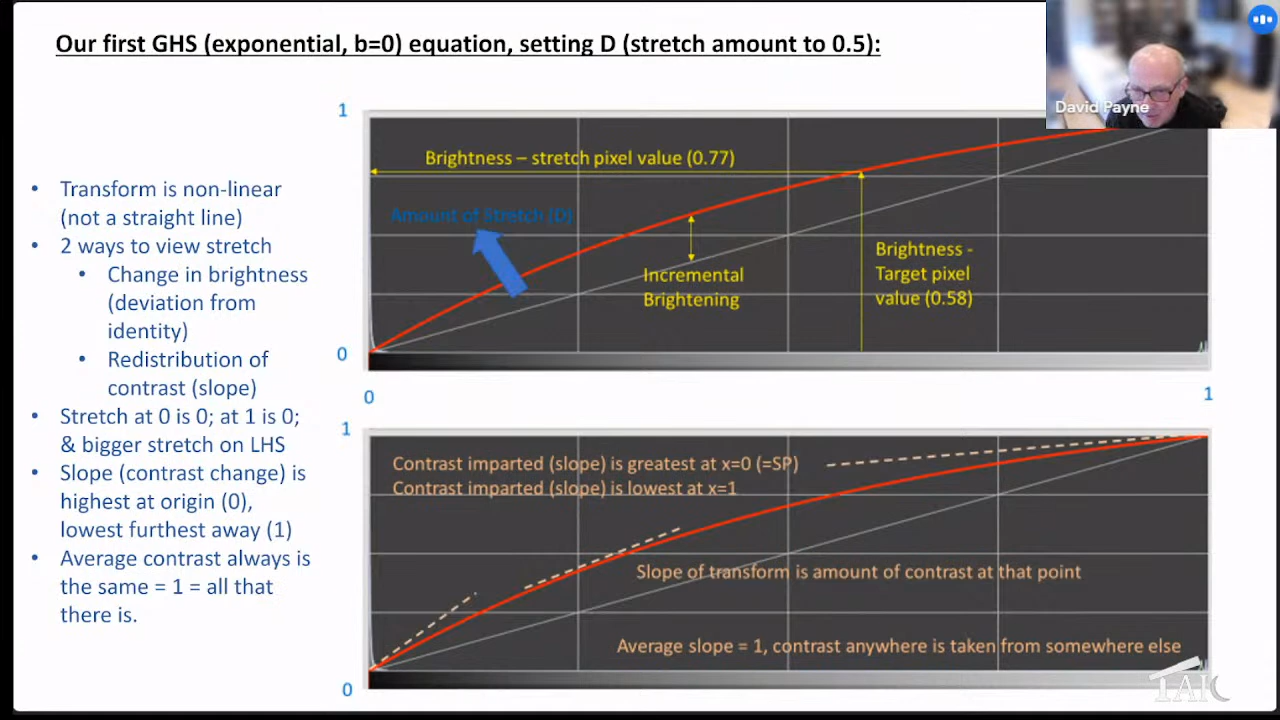 Our first GHS (exponential, b=0) equation, setting D (stretch amount to 0.5):
David Payne
• Transform is non-linear
(not a straight line)
• 2 ways to view stretch
• Change in brightness
(deviation from
identity)
• Redistribution of
contrast (slope)
• Stretch at 0 is 0; at 1 is 0;
& bigger stretch on LHS
• Slope (contrast change) is
highest at origin (0),
lowest furthest away (1)
• Average contrast always is
the same = 1 = all that
there is.
1
Brightness – stretch pixel value (0.77)
Amount of Stretch (D)
Incremental
Brightening
Brightness -
Target pixel
value (0.58)
0
0
1
1
Contrast imparted (slope) is greatest at x=0 (=SP)
Contrast imparted (slope) is lowest at x=1
Slope of transform is amount of contrast at that point
Average slope = 1, contrast anywhere is taken from somewhere else
0
TAIC